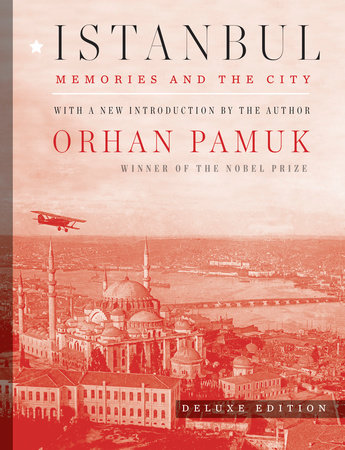 ISTANBUL
MEMORIES AND THE CITY
WITH A NEW INTRODUCTION BY THE AUTHOR
ORHAN PAMUK
WINNER OF THE NOBEL PRIZE
DELUXE EDITION